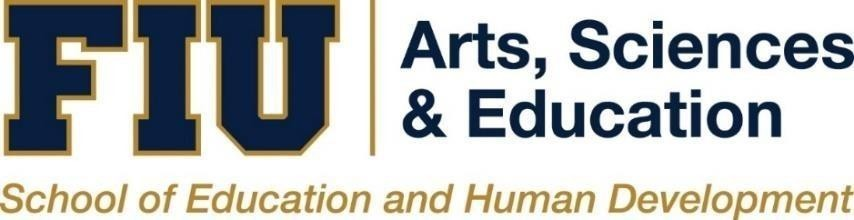 FIU
Arts, Sciences
& Education
School of Education and Human Development